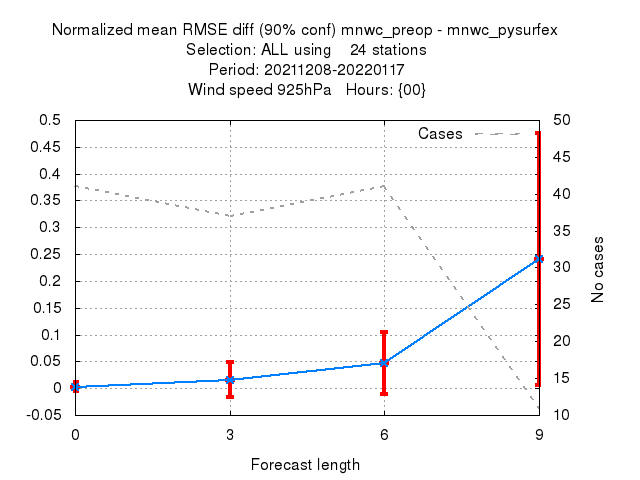 Normalized mean RMSE diff (90% conf) mnwc_preop - mnwc_pysurfex
Selection: ALL using 24 stations
Period: 20211208-20220117
Wind speed 925hPa Hours: {00}
Cases
0.5
0.45
0.4
0.35
0.3
0.25
0.2
0.15
0.1
0.05
0
-0.05
50
45
40
35
30
25
20
15
10
No cases
0 3 6 9
Forecast length